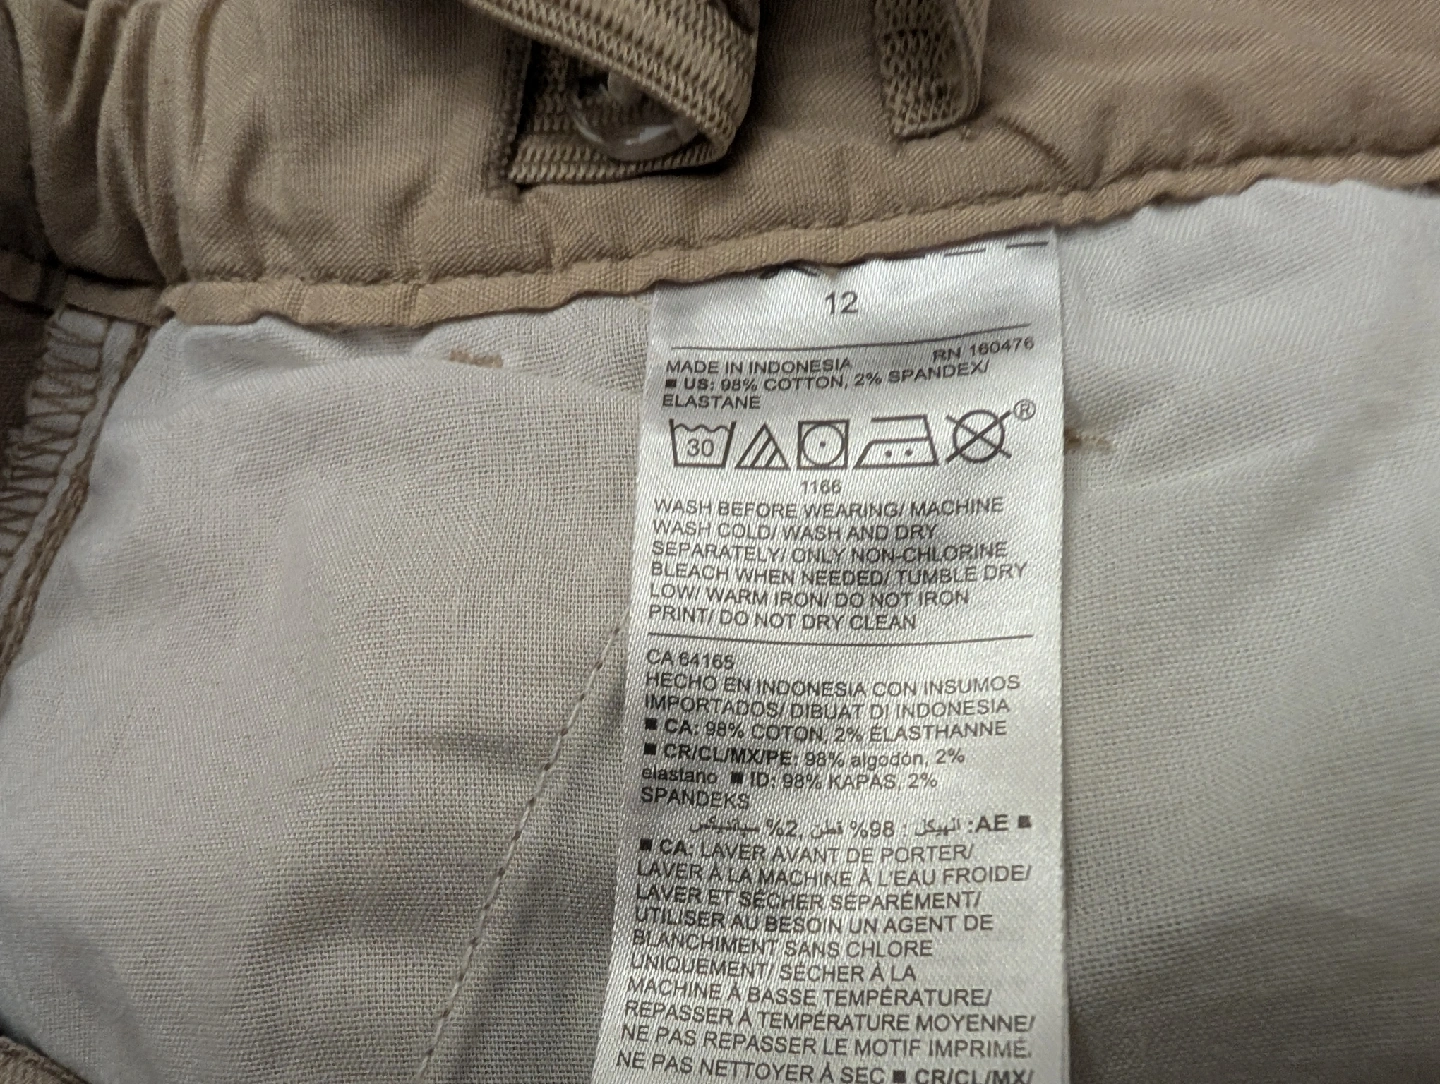 12
RN 160476
MADE IN INDONESIA
■ US: 98% COTTON, 2% SPANDEX/
ELASTANE
30
®
1166
WASH BEFORE WEARING/ MACHINE
WASH COLD/ WASH AND DRY
SEPARATELY/ ONLY NON-CHLORINE
BLEACH WHEN NEEDED/ TUMBLE DRY
LOW/ WARM IRON/ DO NOT IRON
PRINT/ DO NOT DRY CLEAN
CA 64165
HECHO EN INDONESIA CON INSUMOS
IMPORTADOS/ DIBUAT DI INDONESIA
■ CA: 98% COTON, 2% ÉLASTHANNE
■ CR/CL/MX/PE: 98% algodón, 2%
elastano ■ ID: 98% KAPAS, 2%
SPANDEKS
■ AE: الهيكل : 98% قطن, 2% سباندكس
■ CA: LAVER AVANT DE PORTER/
LAVER À LA MACHINE À L'EAU FROIDE/
LAVER ET SÉCHER SÉPARÉMENT/
UTILISER AU BESOIN UN AGENT DE
BLANCHIMENT SANS CHLORE
UNIQUEMENT/ SÉCHER À LA
MACHINE À BASSE TEMPÉRATURE/
REPASSER À TEMPÉRATURE MOYENNE/
NE PAS REPASSER LE MOTIF IMPRIMÉ.
NE PAS NETTOYER À SEC ■ CR/CL/MX/